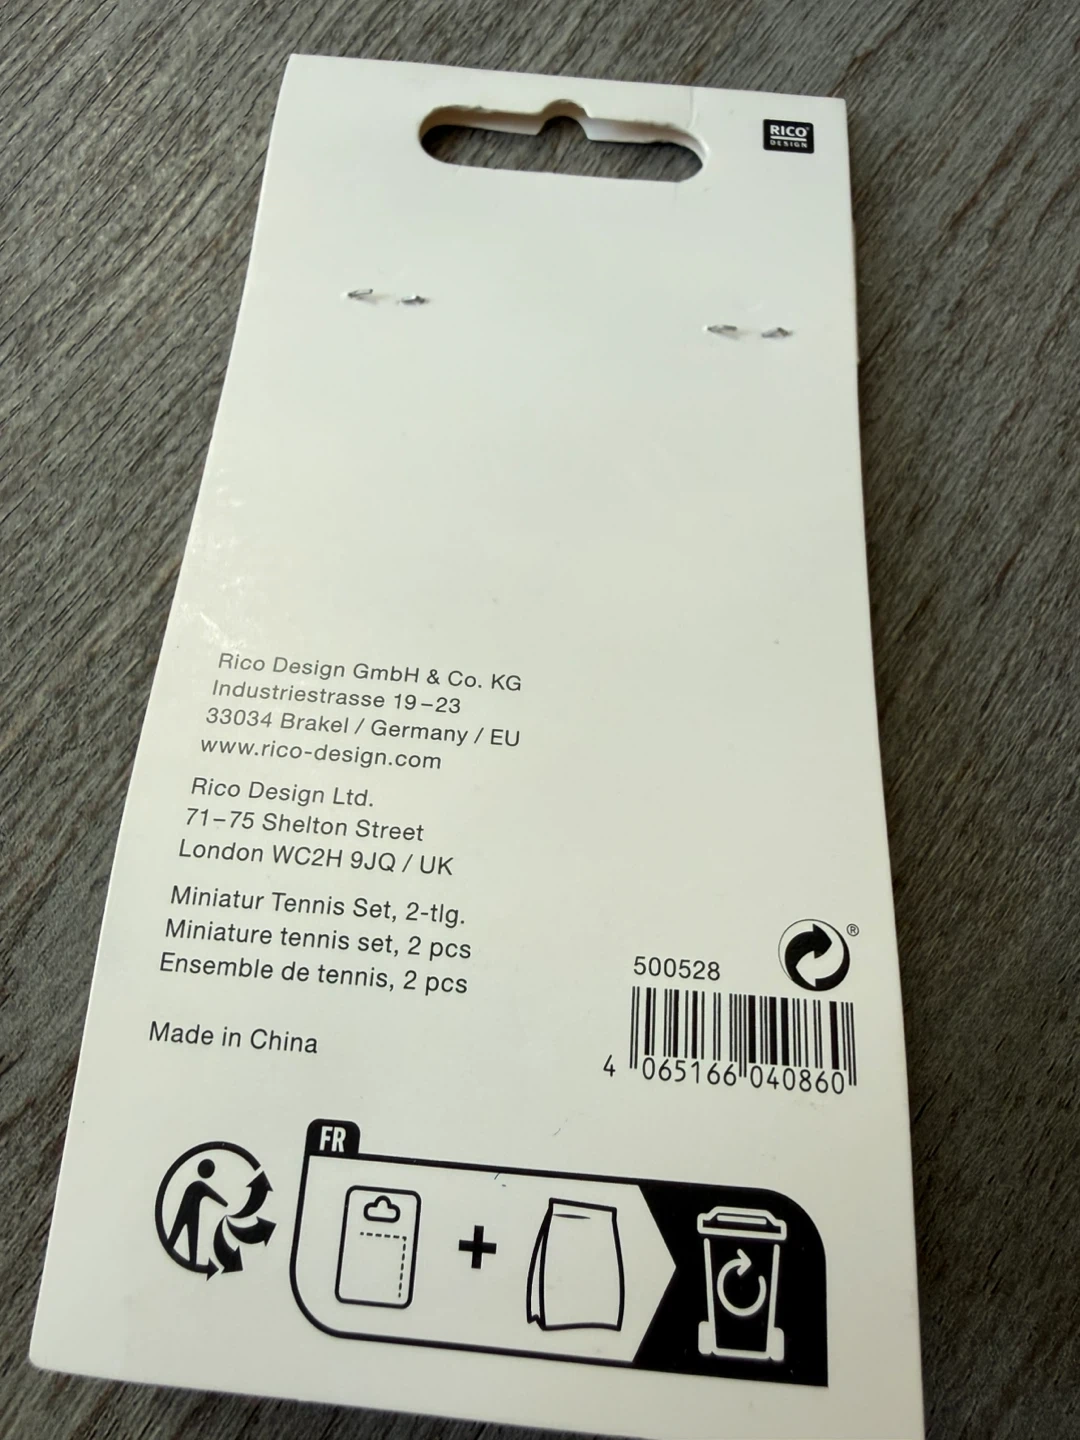 RICO
DESIGN
Rico Design GmbH & Co. KG
Industriestrasse 19–23
33034 Brakel / Germany / EU
www.rico-design.com
Rico Design Ltd.
71–75 Shelton Street
London WC2H 9JQ / UK
Miniatur Tennis Set, 2-tlg.
Miniature tennis set, 2 pcs
Ensemble de tennis, 2 pcs
Made in China
®
500528
4 065166 040860
FR